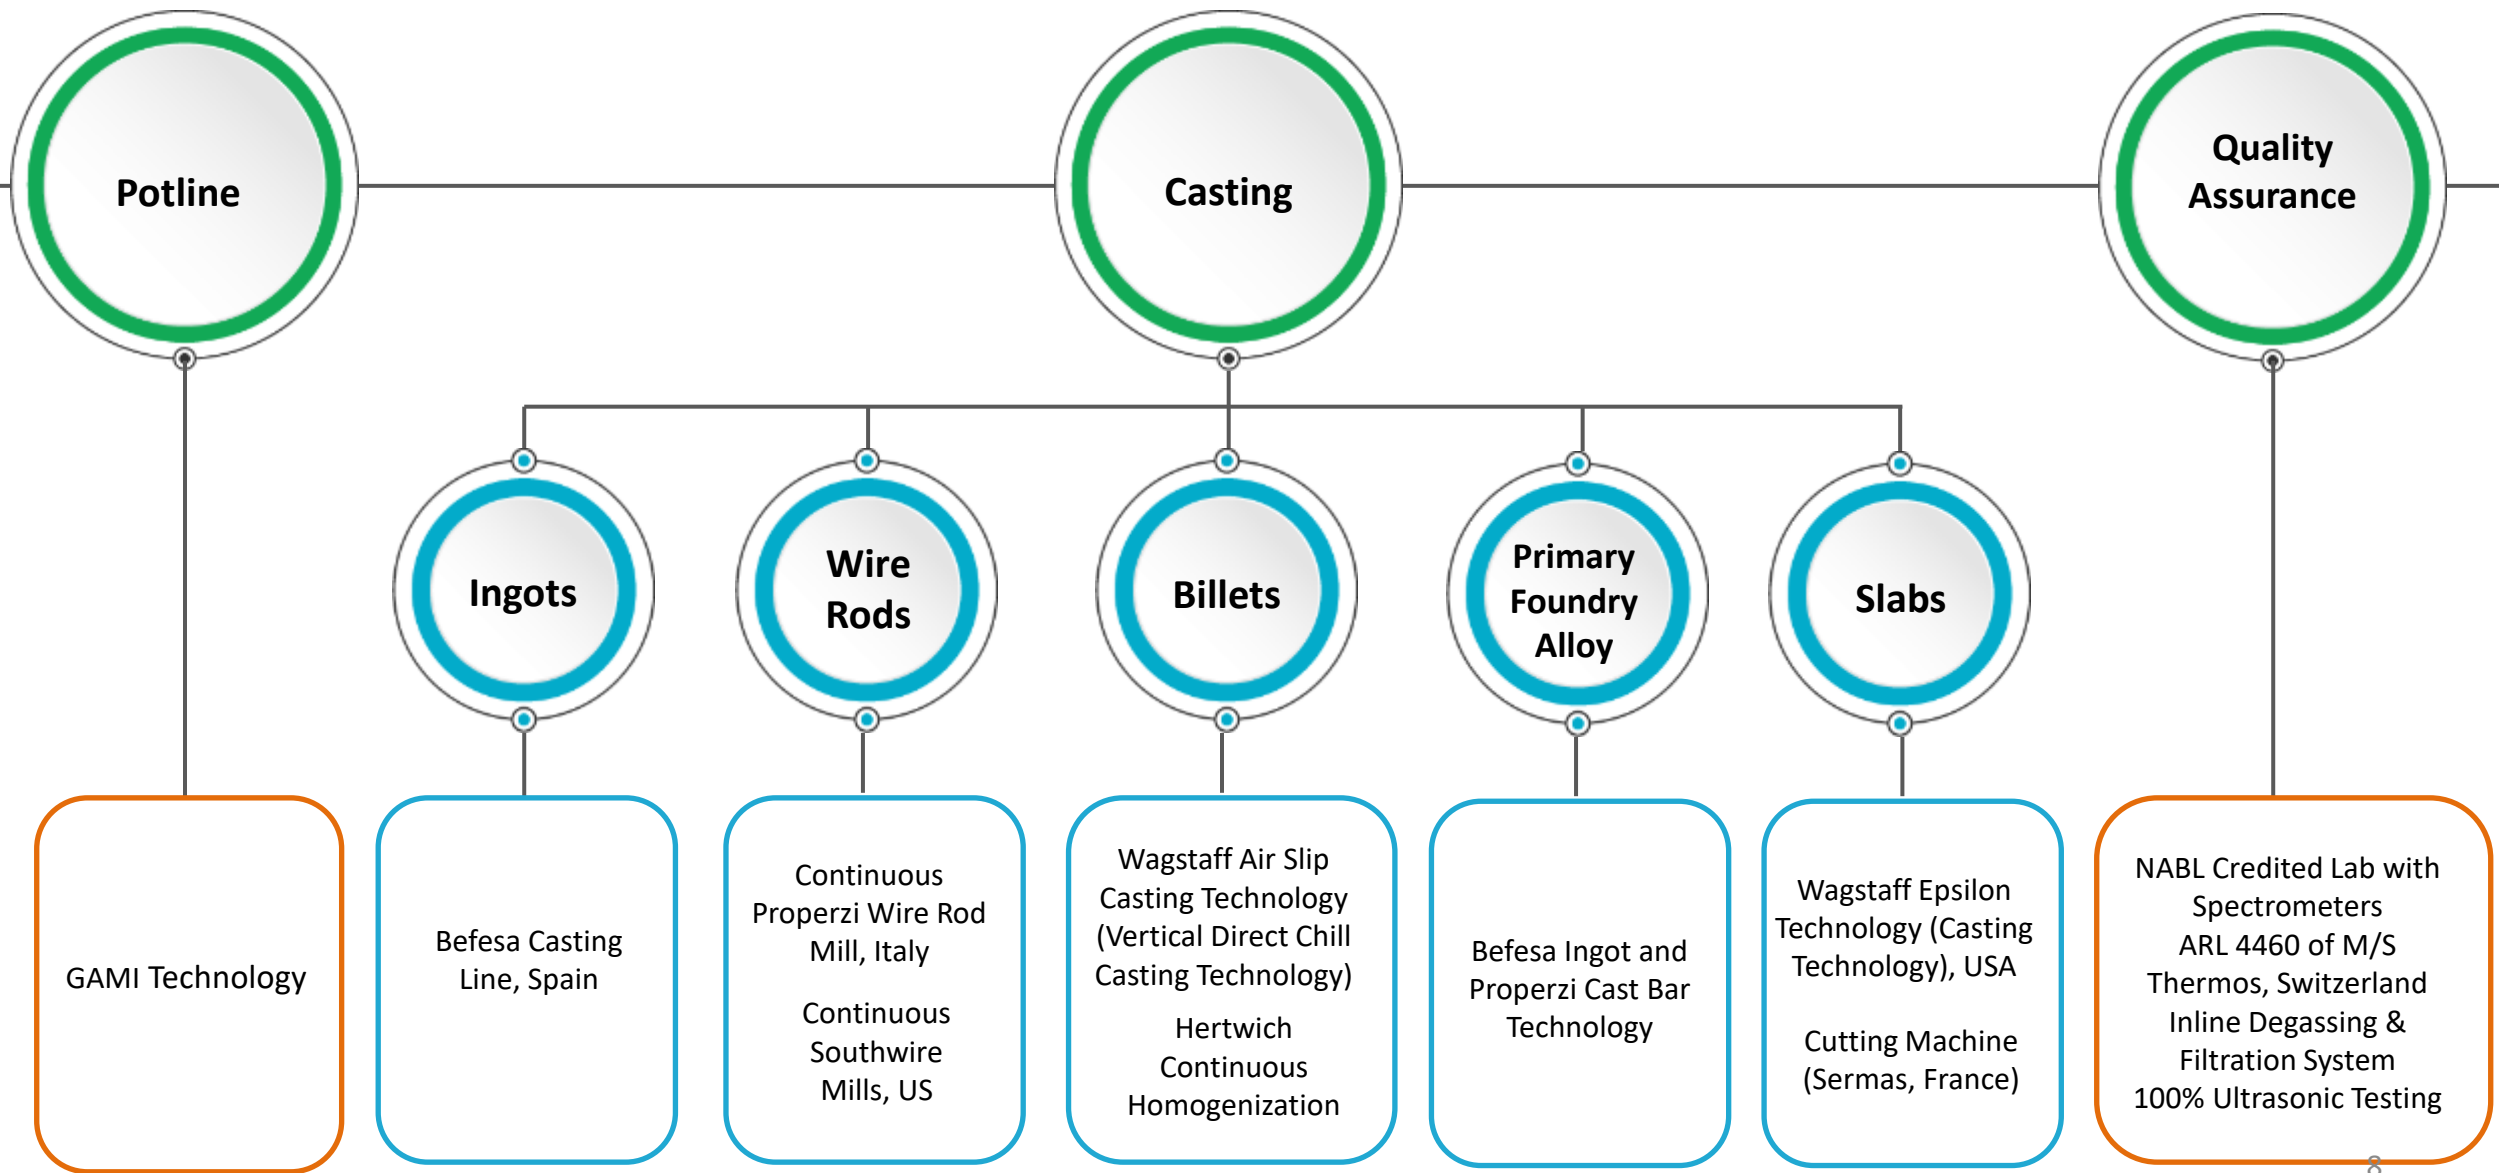 Potline
Casting
Quality
Assurance
Ingots
Wire
Rods
Billets
Primary
Foundry
Alloy
Slabs
GAMI Technology
Befesa Casting
Line, Spain
Continuous
Properzi Wire Rod
Mill, Italy
Continuous
Southwire
Mills, US
Wagstaff Air Slip
Casting Technology
(Vertical Direct Chill
Casting Technology)
Hertwich
Continuous
Homogenization
Befesa Ingot and
Properzi Cast Bar
Technology
Wagstaff Epsilon
Technology (Casting
Technology), USA
Cutting Machine
(Sermas, France)
NABL Credited Lab with
Spectrometers
ARL 4460 of M/S
Thermos, Switzerland
Inline Degassing &
Filtration System
100% Ultrasonic Testing
8